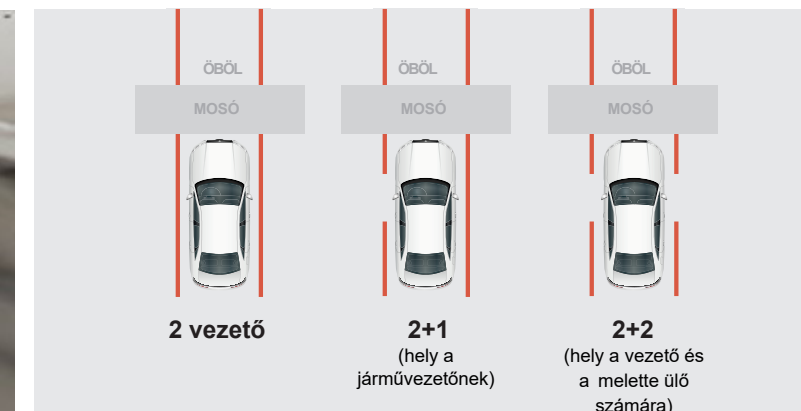 ÖBÖL ÖBÖL ÖBÖL
MOSÓ MOSÓ MOSÓ
2 vezető
2+1
(hely a
járművezetőnek)
2+2
(hely a vezető és
a melette ülő
számára)